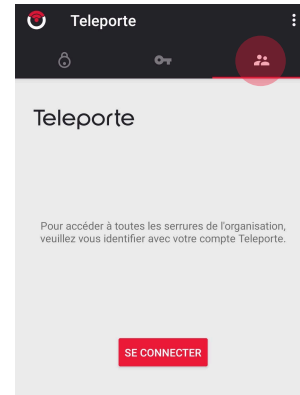 Teleporte
Teleporte
Pour accéder à toutes les serrures de l'organisation,
veuillez vous identifier avec votre compte Teleporte.
SE CONNECTER